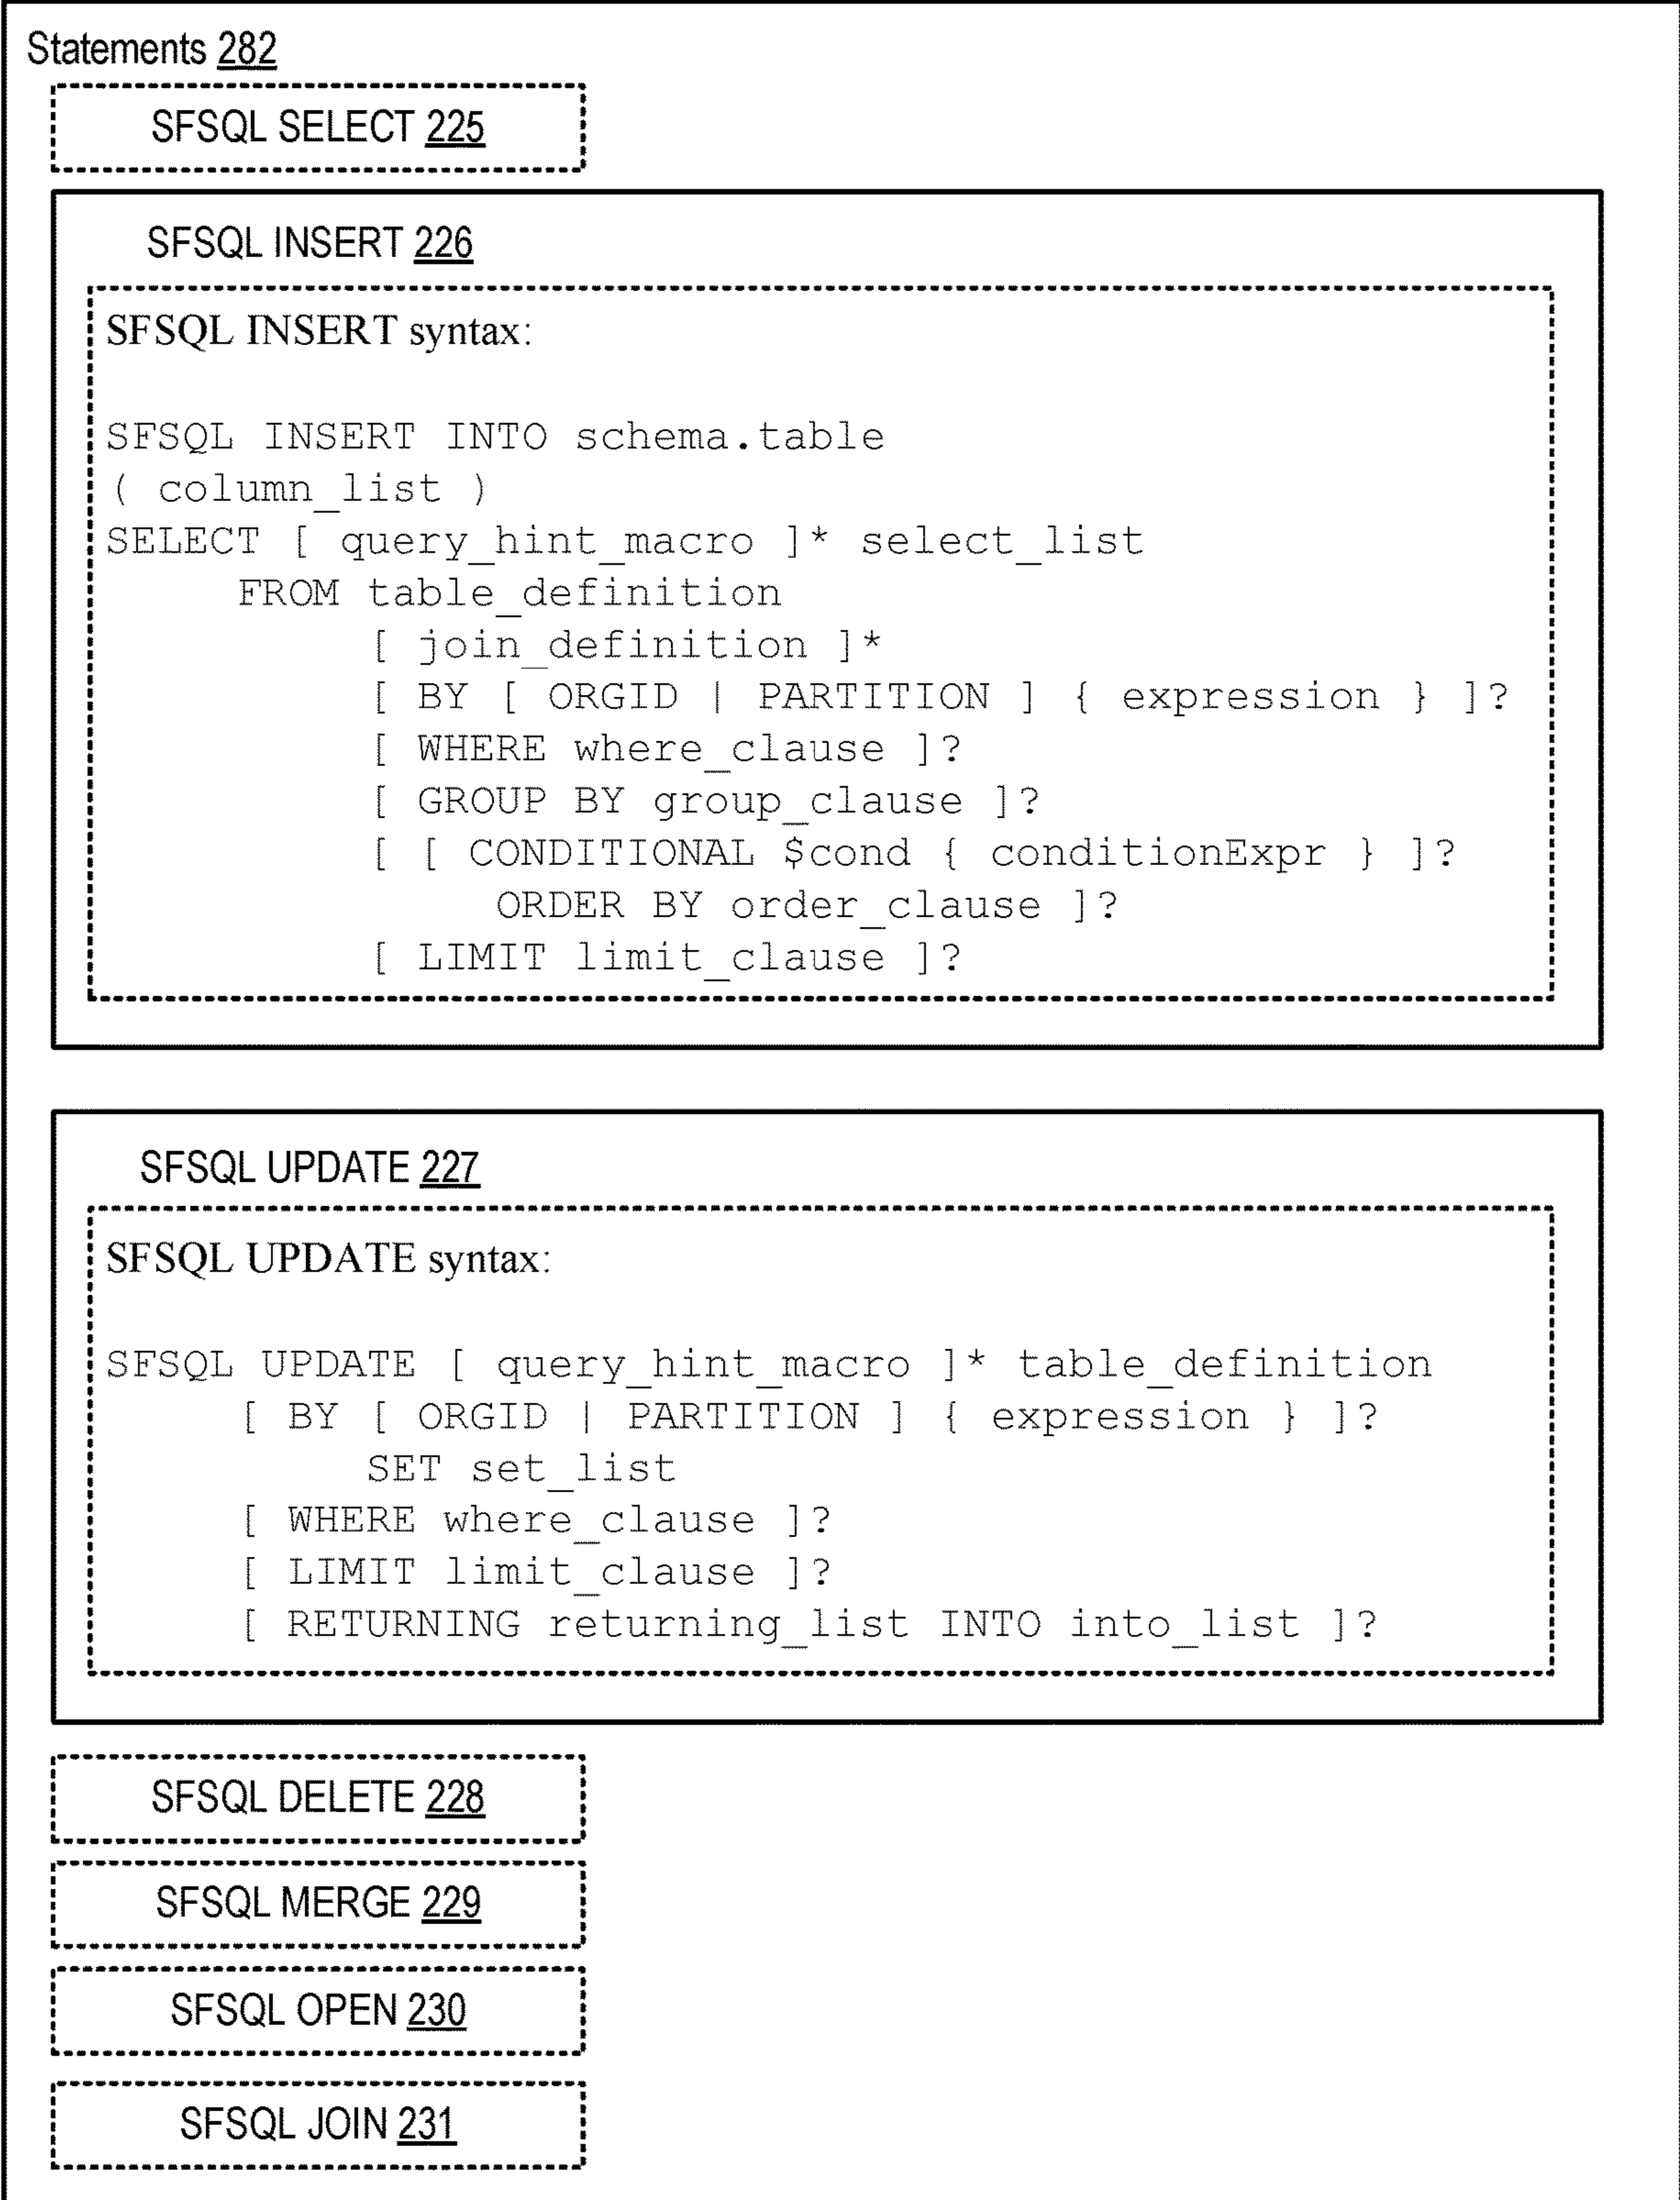 Statements 282
SFSQL SELECT 225
SFSQL INSERT 226
SFSQL INSERT syntax:
SFSQL INSERT INTO schema.table
( column_list )
SELECT [ query_hint_macro ]* select_list
FROM table_definition
[ join_definition ]*
[ BY [ ORGID | PARTITION ] { expression } ]?
[ WHERE where_clause ]?
[ GROUP BY group_clause ]?
[ [ CONDITIONAL $cond { conditionExpr } ]?
ORDER BY order_clause ]?
[ LIMIT limit_clause ]?
SFSQL UPDATE 227
SFSQL UPDATE syntax:
SFSQL UPDATE [ query_hint_macro ]* table_definition
[ BY [ ORGID | PARTITION ] { expression } ]?
SET set_list
[ WHERE where_clause ]?
[ LIMIT limit_clause ]?
[ RETURNING returning_list INTO into_list ]?
SFSQL DELETE 228
SFSQL MERGE 229
SFSQL OPEN 230
SFSQL JOIN 231